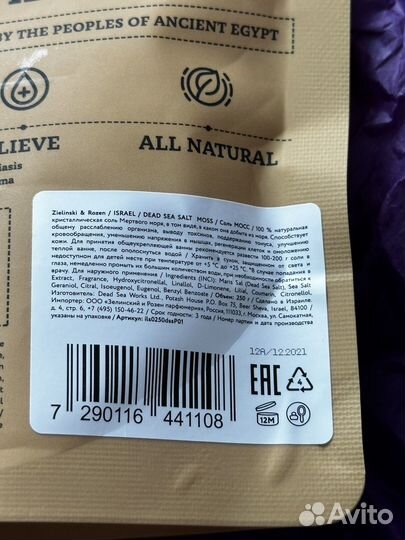 BY THE PEOPLES OF ANCIENT EGYPT
LIEVE
ALL NATURAL
iasis
ma
Zielinski & Rozen / ISRAEL / DEAD SEA SALT MOSS / Соль МОСС / 100 % натуральная
кристаллическая соль Мертвого моря, в том виде, в каком она добыта из моря. Способствует
общему расслаблению организма, выводу токсинов, поддержанию тонуса, улучшению
кровообращения, уменьшению напряжения в мышцах, регенерации клеток и омоложению
кожи. Для принятия общеукрепляющей ванны рекомендуется развести 100-200 г соли в
теплой ванне, после ополоснуться водой / Хранить в сухом, защищенном от света и
недоступном для детей месте при температуре от +5 °C до +25 °C. *В случае попадания в
глаза, немедленно промыть их большим количеством воды, при необходимости обратиться к
врачу. Для наружного применения / Ingredients (INCI): Maris Sal (Dead Sea Salt), Sea Salt
Extract, Fragrance, Hydroxycitronellal, Linalool, D-Limonene, Lilial, Coumarin, Citronellol,
Geraniol, Citral, Isoeugenol, Benzyl Benzoate / Объем: 250 г / Сделано в Израиле.
Изготовитель: Dead Sea Works Ltd., Potash House P.O. Box 75, Beer Sheva, Israel, 84100 /
Импортер: ООО «Зелинский и Розен парфюмерия», Россия, 111033, г. Москва, ул. Самокатная,
д. 4, стр. 6, +7 (495) 150-46-22 / Срок годности: 3 года / Номер партии и дата производства
указаны на упаковке / Артикул: ils0250dssP01
12A/12.2021
EAC
4
12M
7 290116 441108
Avito